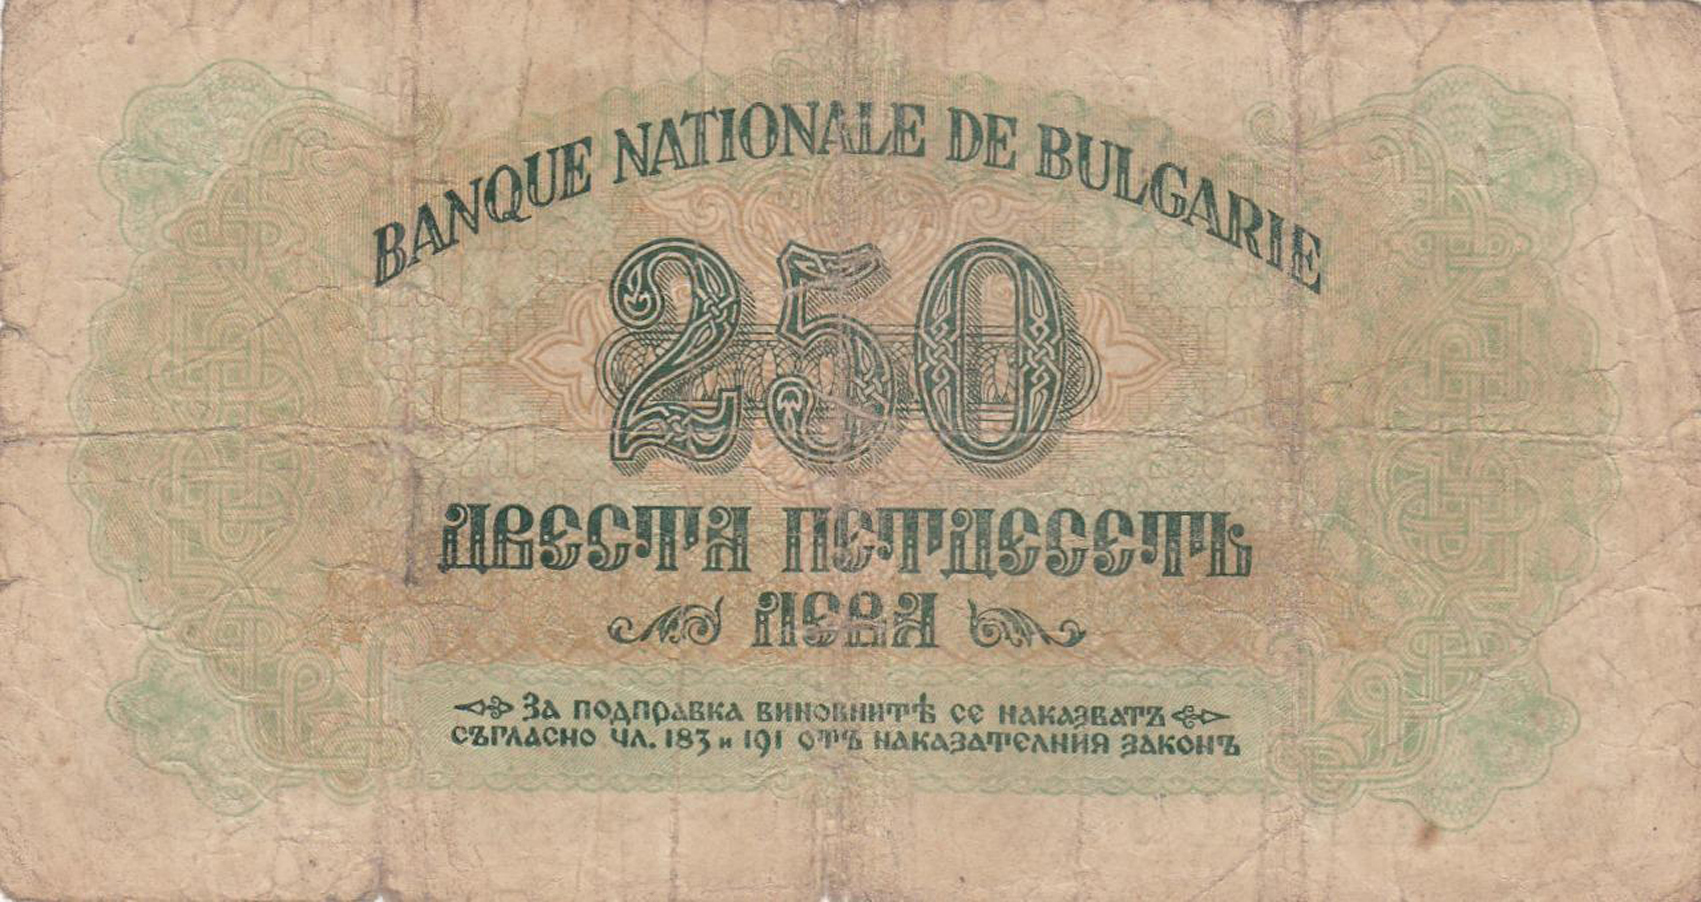 BANQUE NATIONALE DE BULGARIE
250
ДВЕСТА ПЕТДЕСЕТЬ
ЛЕВА
За подправка виновнитѣ се наказватъ
съгласно чл. 183 и 191 отъ наказателния законъ